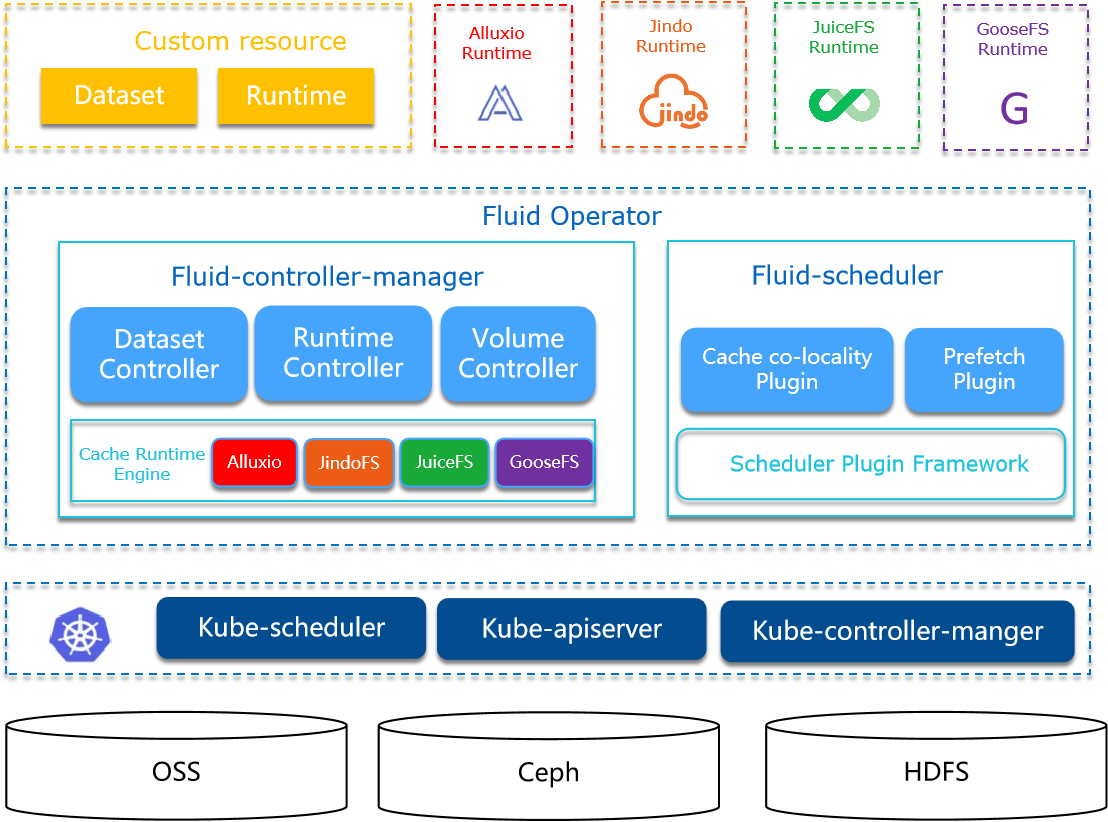 Custom resource
Dataset
Runtime
Alluxio
Runtime
Jindo
Runtime
jindo
JuiceFS
Runtime
GooseFS
Runtime
G
Fluid Operator
Fluid-controller-manager
Dataset
Controller
Runtime
Controller
Volume
Controller
Cache Runtime
Engine
Alluxio
JindoFS
JuiceFS
GooseFS
Fluid-scheduler
Cache co-locality
Plugin
Prefetch
Plugin
Scheduler Plugin Framework
Kube-scheduler
Kube-apiserver
Kube-controller-manger
OSS
Ceph
HDFS